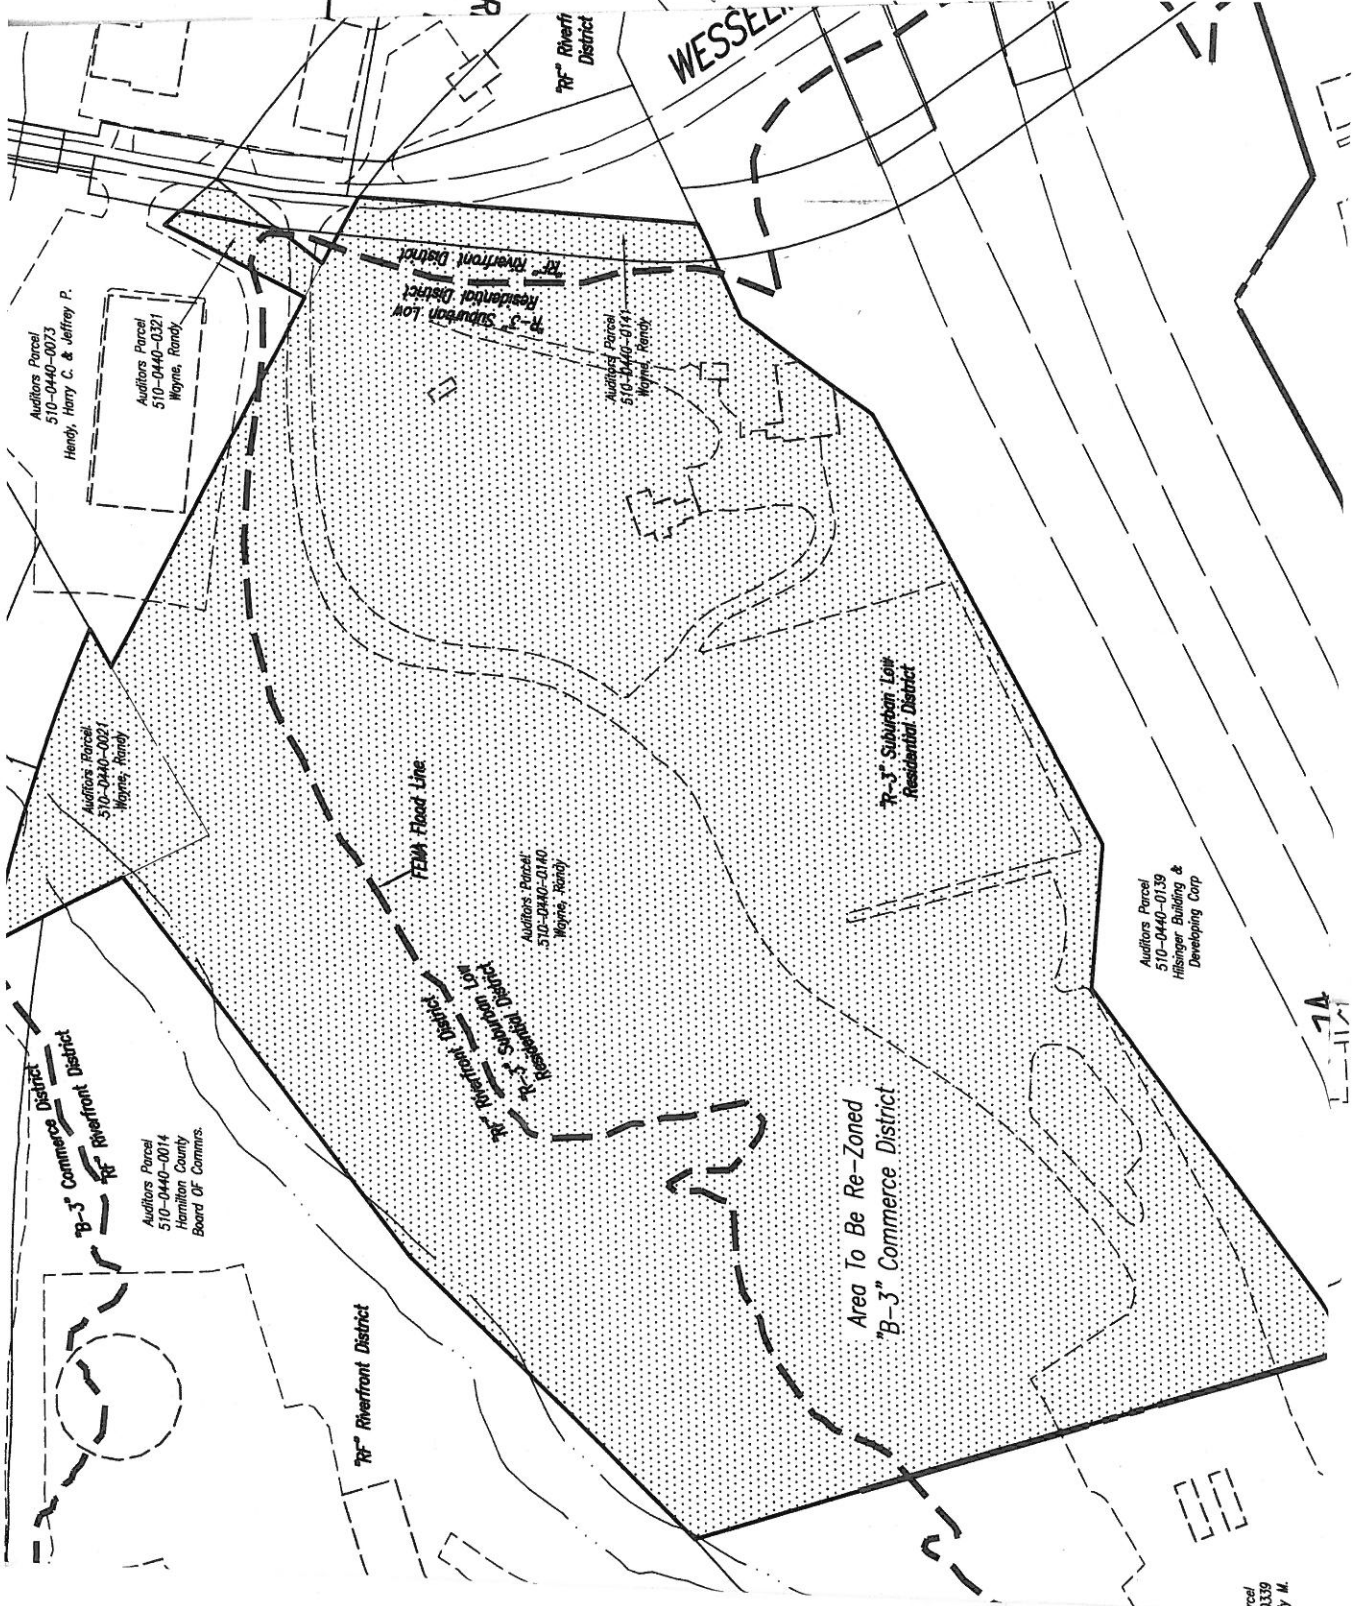 "RF"
District
WESSELI
"RF" Riverfront District
"R-3" Suburban Low
Residential District
Auditors Parcel
510-0440-0073
Hendy, Harry C. & Jeffrey P.
Auditors Parcel
510-0440-0321
Wayne, Randy
Auditors Parcel
510-0440-0141
Wayne, Randy
Auditors Parcel
510-0440-0021
Wayne, Randy
FEMA Flood Line
"R-3" Suburban Low
Residential District
Auditors Parcel
510-0440-0140
Wayne, Randy
Auditors Parcel
510-0440-0139
Hilsinger Building &
Developing Corp
"RF" Riverfront District
"R-3" Suburban Low
Residential District
"B-3" Commerce District
"RF" Riverfront District
Auditors Parcel
510-0440-0014
Hamilton County
Board OF Commrs.
Area To Be Re-Zoned
"B-3" Commerce District
"RF" Riverfront District
74